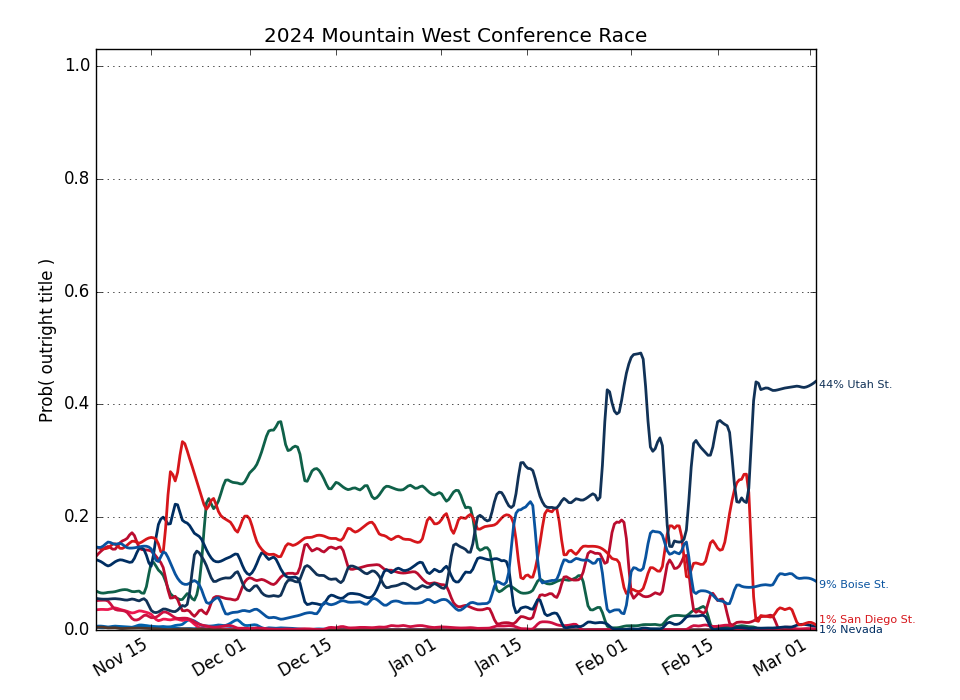 2024 Mountain West Conference Race
Prob( outright title )
1.0
0.8
0.6
0.4
0.2
0.0
44% Utah St.
9% Boise St.
1% San Diego St.
1% Nevada
Nov 15
Dec 01
Dec 15
Jan 01
Jan 15
Feb 01
Feb 15
Mar 01